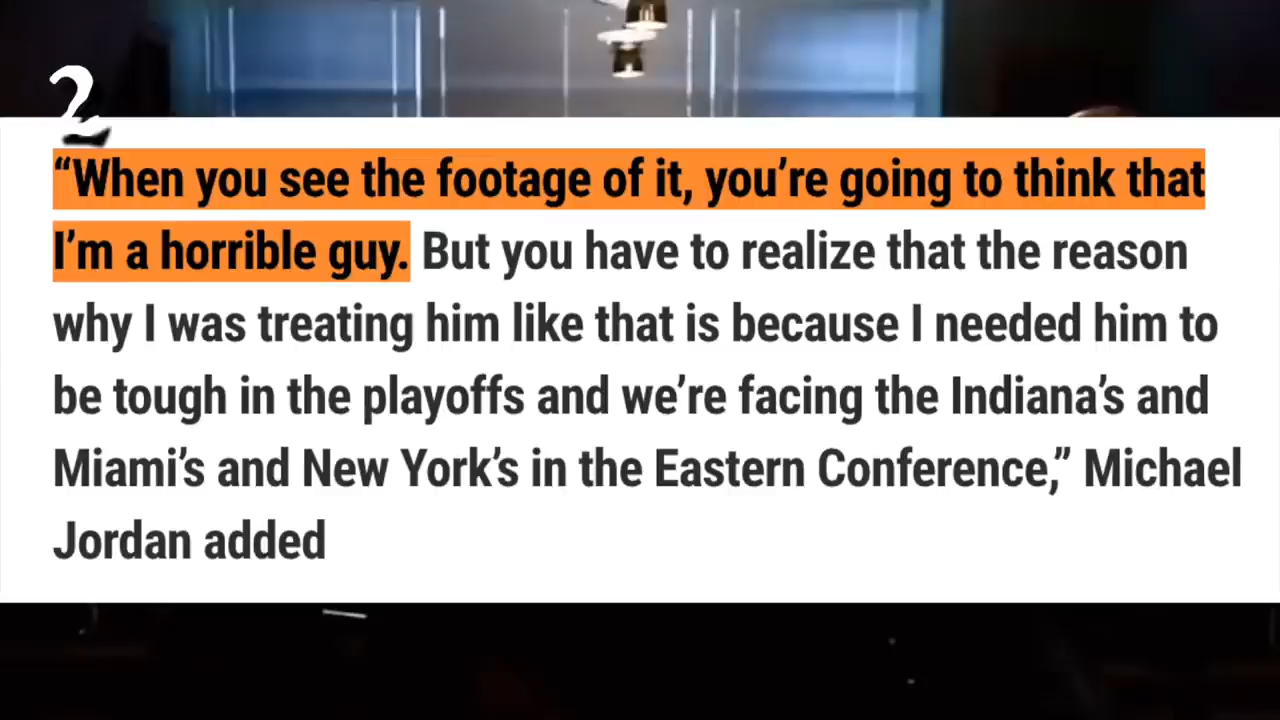 2
“When you see the footage of it, you’re going to think that
I’m a horrible guy. But you have to realize that the reason
why I was treating him like that is because I needed him to
be tough in the playoffs and we’re facing the Indiana’s and
Miami’s and New York’s in the Eastern Conference,” Michael
Jordan added